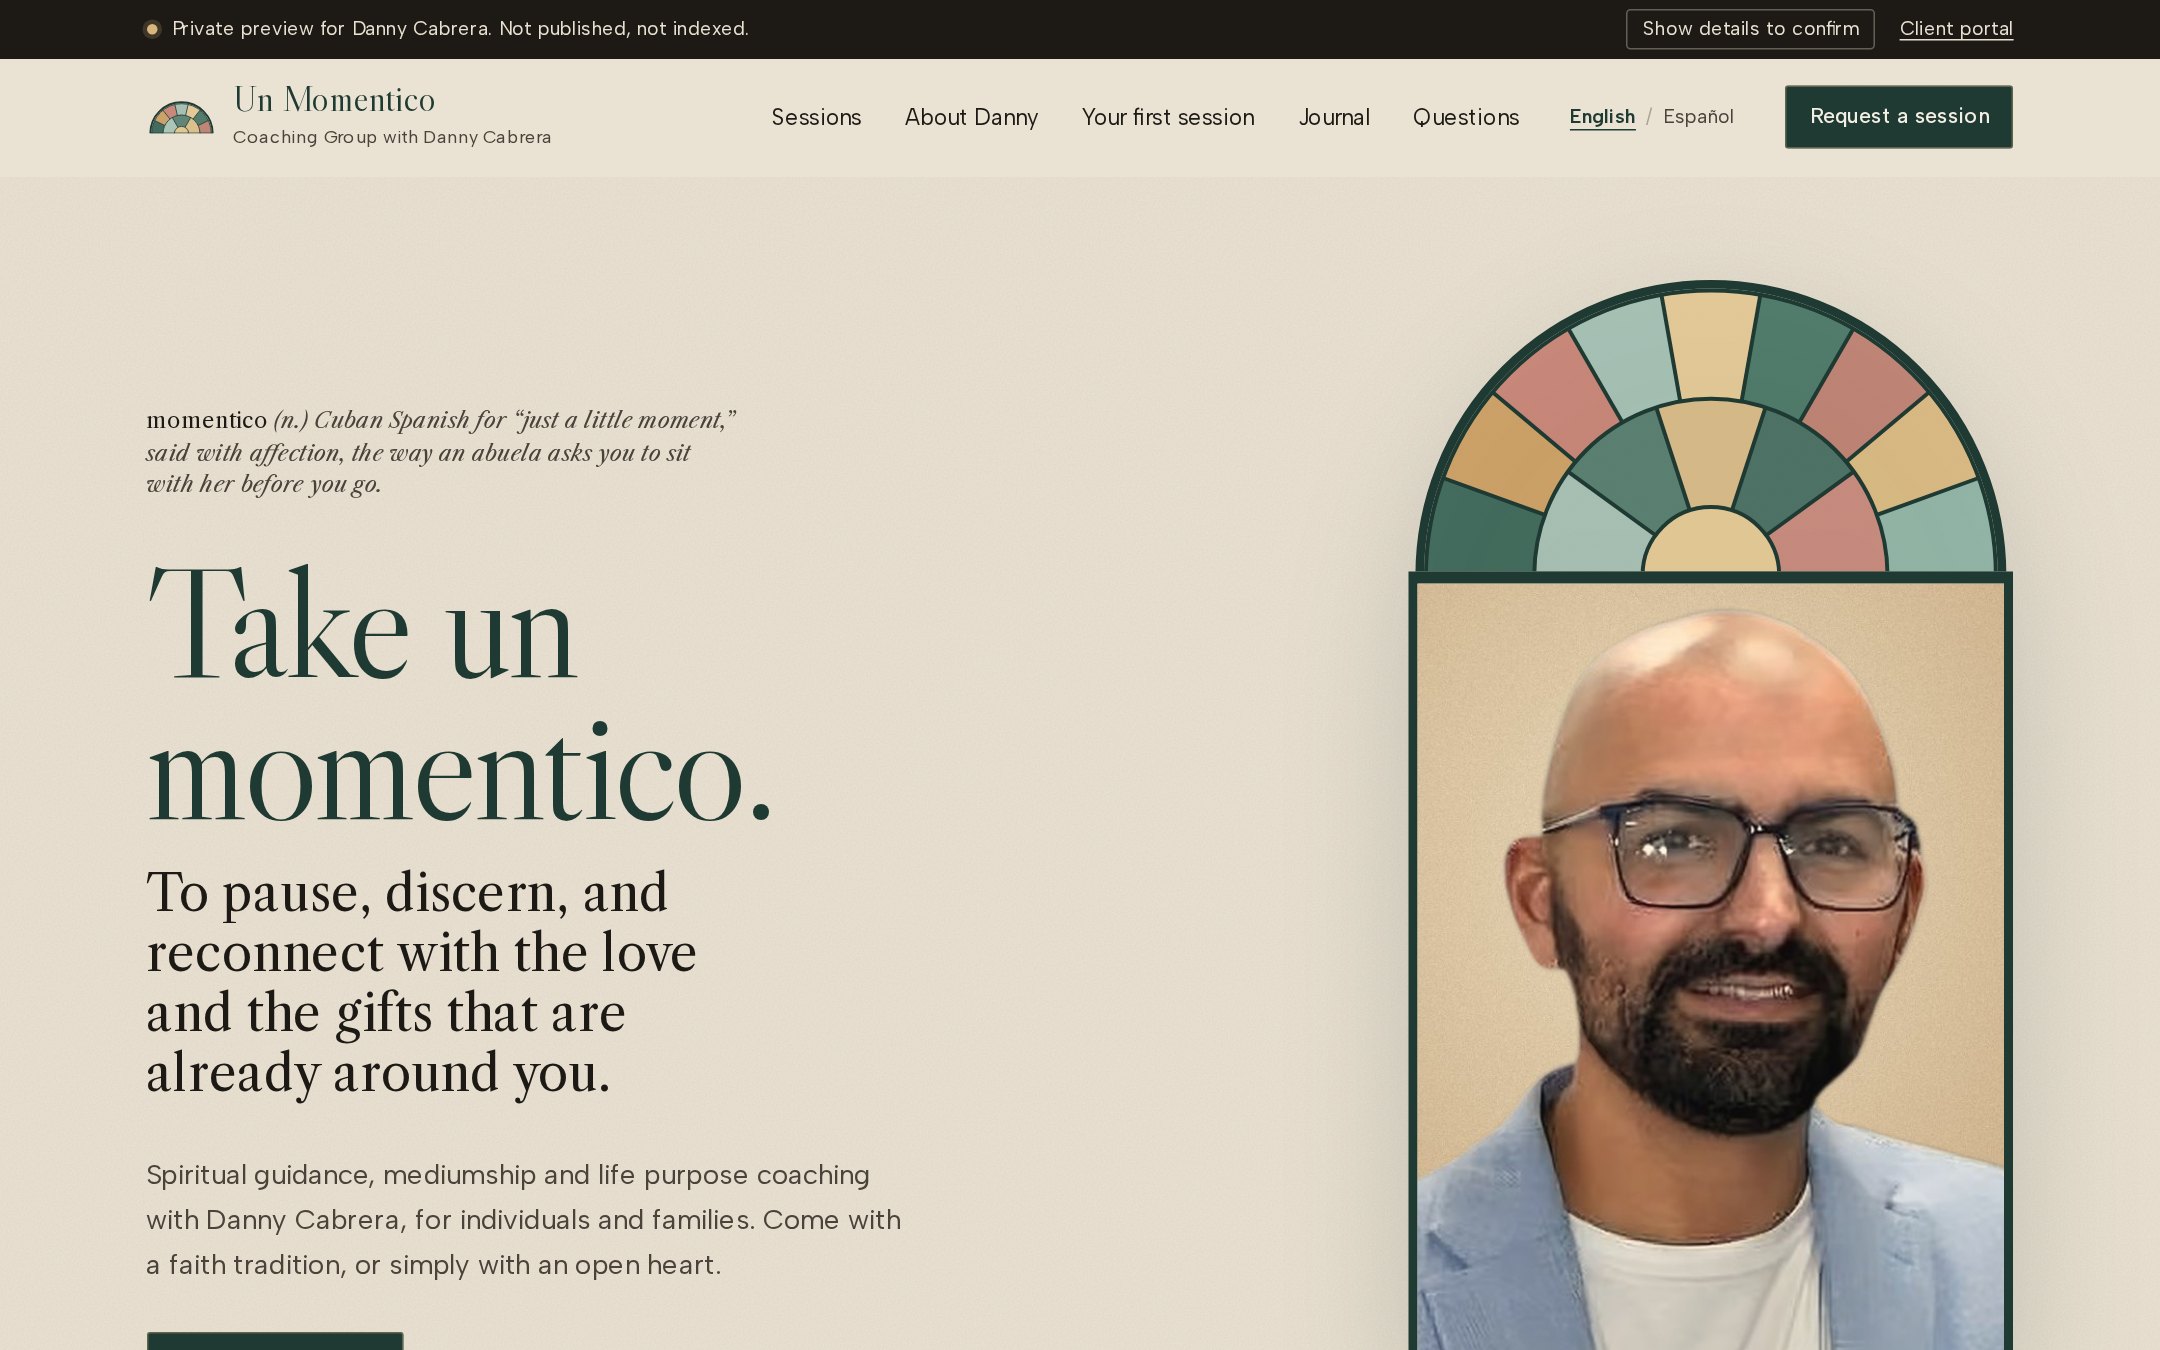 Private preview for Danny Cabrera. Not published, not indexed.
Show details to confirm
Client portal
Un Momentico
Coaching Group with Danny Cabrera
Sessions
About Danny
Your first session
Journal
Questions
English / Español
Request a session
momentico (n.) Cuban Spanish for “just a little moment,”
said with affection, the way an abuela asks you to sit
with her before you go.
Take un
momentico.
To pause, discern, and
reconnect with the love
and the gifts that are
already around you.
Spiritual guidance, mediumship and life purpose coaching
with Danny Cabrera, for individuals and families. Come with
a faith tradition, or simply with an open heart.